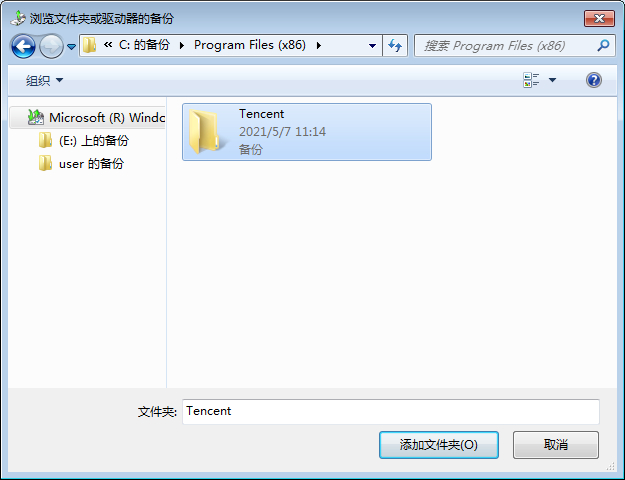 浏览文件夹或驱动器的备份
« C: 的备份 Program Files (x86)
搜索 Program Files (x86)
组织
Microsoft (R) Windo
(E:) 上的备份
user 的备份
Tencent
2021/5/7 11:14
备份
文件夹: Tencent
添加文件夹(O) 取消